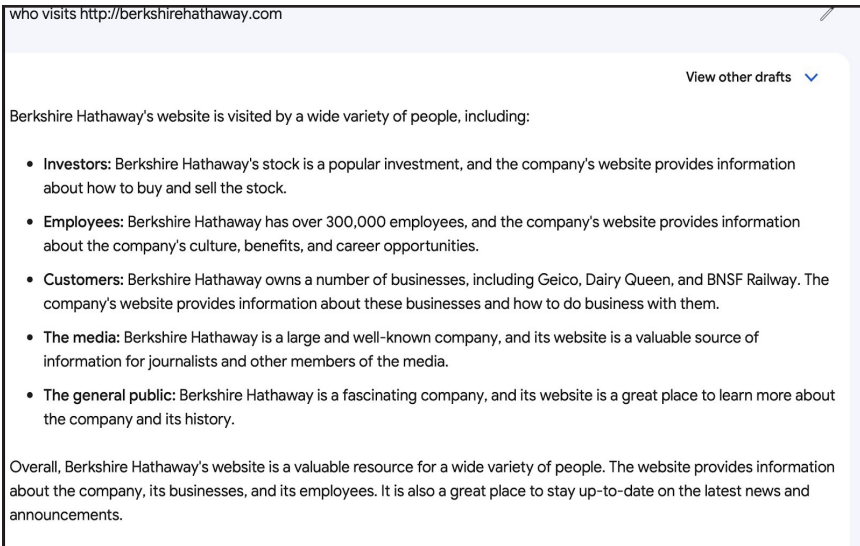 who visits http://berkshirehathaway.com
View other drafts
Berkshire Hathaway's website is visited by a wide variety of people, including:
• Investors: Berkshire Hathaway's stock is a popular investment, and the company's website provides information
about how to buy and sell the stock.
• Employees: Berkshire Hathaway has over 300,000 employees, and the company's website provides information
about the company's culture, benefits, and career opportunities.
• Customers: Berkshire Hathaway owns a number of businesses, including Geico, Dairy Queen, and BNSF Railway. The
company's website provides information about these businesses and how to do business with them.
• The media: Berkshire Hathaway is a large and well-known company, and its website is a valuable source of
information for journalists and other members of the media.
• The general public: Berkshire Hathaway is a fascinating company, and its website is a great place to learn more about
the company and its history.
Overall, Berkshire Hathaway's website is a valuable resource for a wide variety of people. The website provides information
about the company, its businesses, and its employees. It is also a great place to stay up-to-date on the latest news and
announcements.